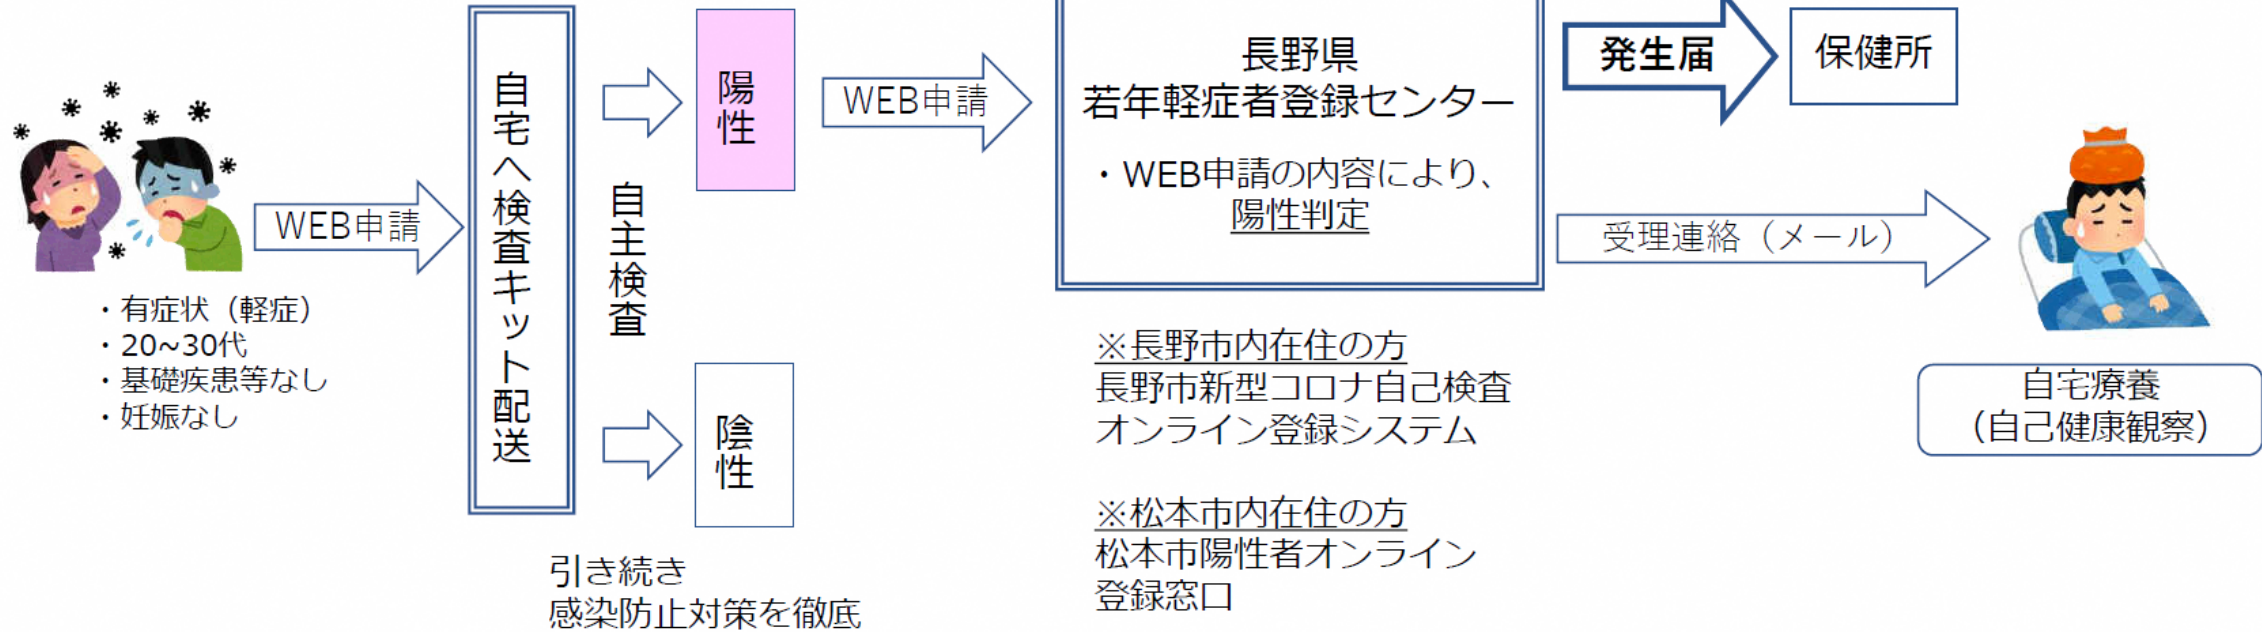 WEB申請
・有症状（軽症）
・20~30代
・基礎疾患等なし
・妊娠なし
自宅へ検査キット配送
自主検査
陽性
陰性
引き続き
感染防止対策を徹底
WEB申請
長野県
若年軽症者登録センター
・WEB申請の内容により、
陽性判定
※長野市内在住の方
長野市新型コロナ自己検査
オンライン登録システム
※松本市内在住の方
松本市陽性者オンライン
登録窓口
発生届
保健所
受理連絡（メール）
自宅療養
（自己健康観察）